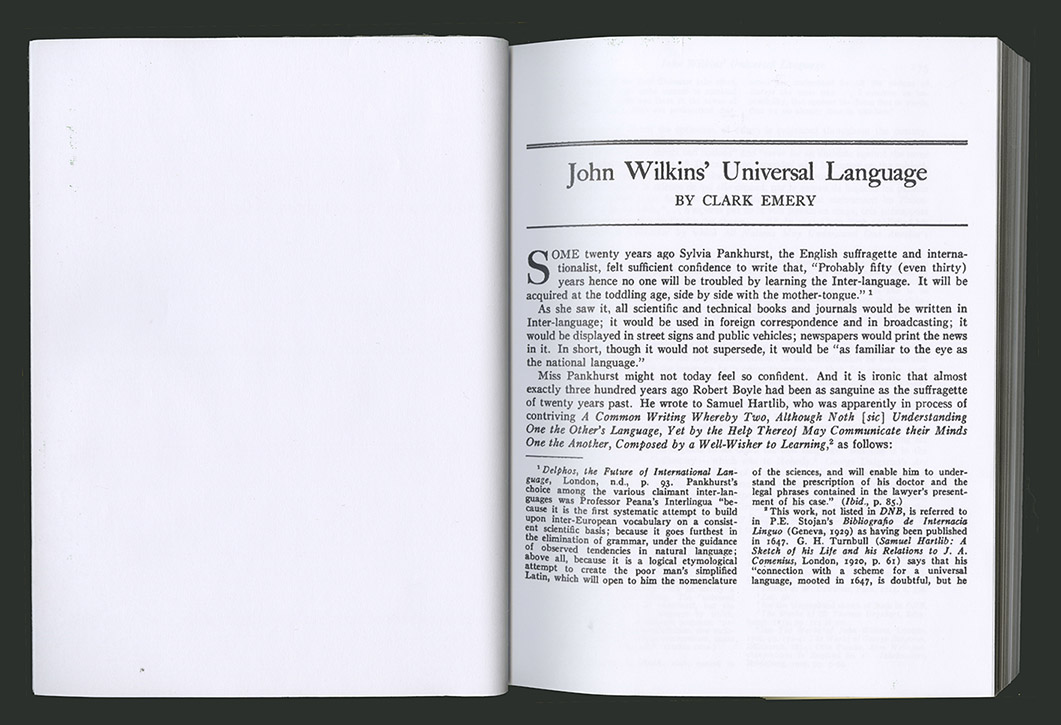 John Wilkins' Universal Language
BY CLARK EMERY
SOME twenty years ago Sylvia Pankhurst, the English suffragette and interna-
tionalist, felt sufficient confidence to write that, "Probably fifty (even thirty)
years hence no one will be troubled by learning the Inter-language. It will be
acquired at the toddling age, side by side with the mother-tongue." ¹
As she saw it, all scientific and technical books and journals would be written in
Inter-language; it would be used in foreign correspondence and in broadcasting; it
would be displayed in street signs and public vehicles; newspapers would print the news
in it. In short, though it would not supersede, it would be "as familiar to the eye as
the national language."
Miss Pankhurst might not today feel so confident. And it is ironic that almost
exactly three hundred years ago Robert Boyle had been as sanguine as the suffragette
of twenty years past. He wrote to Samuel Hartlib, who was apparently in process of
contriving A Common Writing Whereby Two, Although Noth [sic] Understanding
One the Other's Language, Yet by the Help Thereof May Communicate their Minds
One the Another, Composed by a Well-Wisher to Learning,² as follows:
¹ Delphos, the Future of International Lan-
guage, London, n.d., p. 93. Pankhurst's
choice among the various claimant inter-lan-
guages was Professor Peana's Interlingua "be-
cause it is the first systematic attempt to build
upon inter-European vocabulary on a consist-
ent scientific basis; because it goes furthest in
the elimination of grammar, under the guidance
of observed tendencies in natural language;
above all, because it is a logical etymological
attempt to create the poor man's simplified
Latin, which will open to him the nomenclature
of the sciences, and will enable him to under-
stand the prescription of his doctor and the
legal phrases contained in the lawyer's present-
ment of his case." (Ibid., p. 85.)
² This work, not listed in DNB, is referred to
in P.E. Stojan's Bibliografio de Internacia
Linguo (Geneva, 1929) as having been published
in 1647. G. H. Turnbull (Samuel Hartlib: A
Sketch of his Life and his Relations to J. A.
Comenius, London, 1920, p. 61) says that his
"connection with a scheme for a universal
language, mooted in 1647, is doubtful, but he